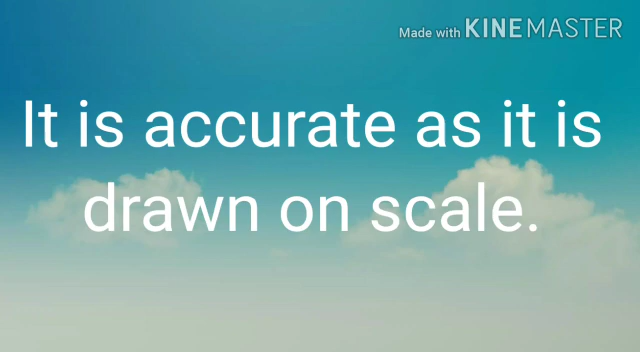 Made with KINEMASTER
It is accurate as it is
drawn on scale.